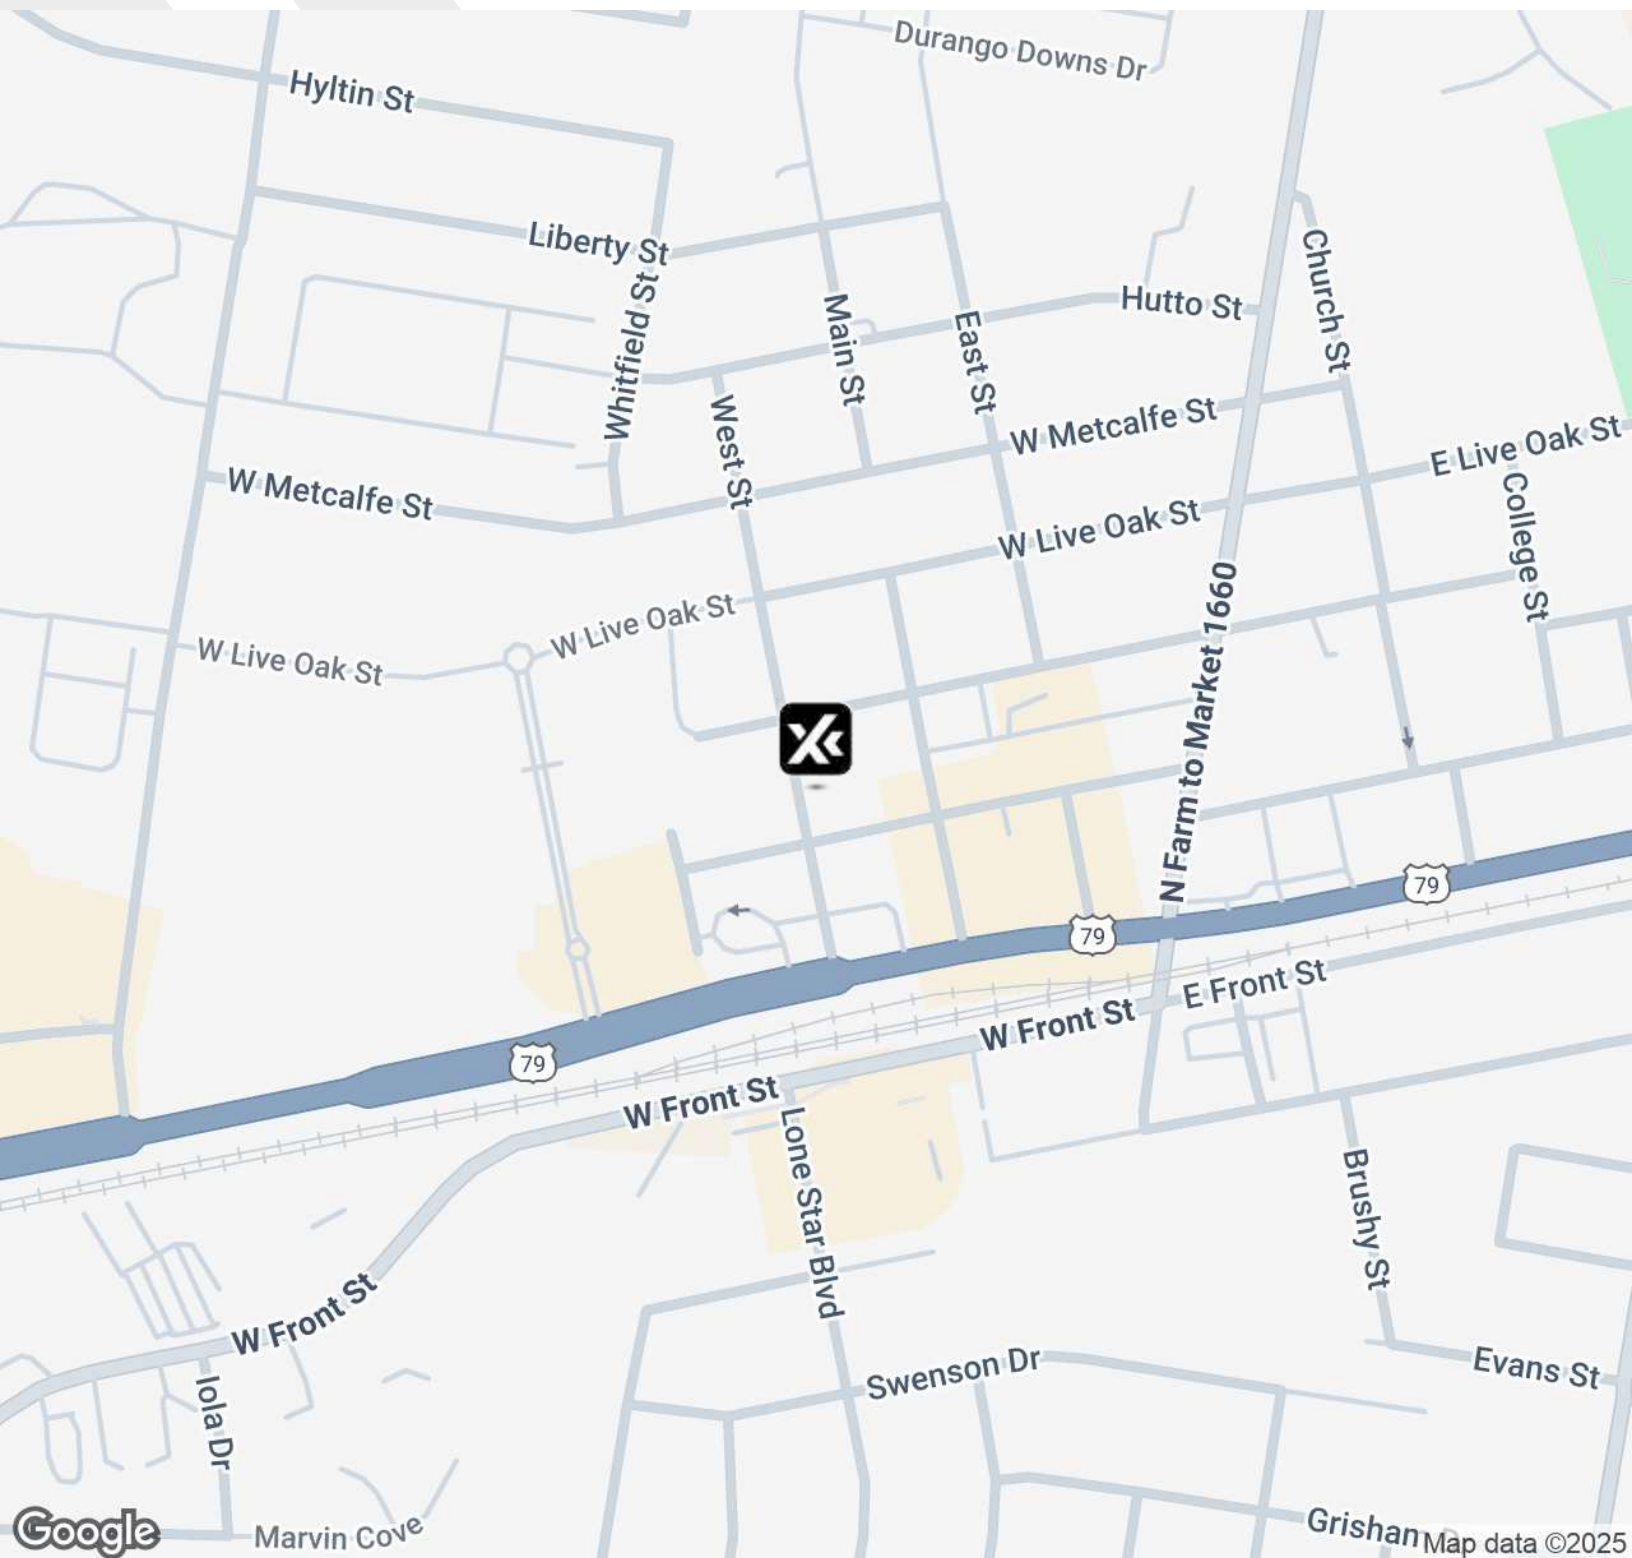 Durango Downs Dr
Hyltin St
Liberty St
Church St
Whitfield St
Hutto St
Main St
East St
West St
W Metcalfe St
E Live Oak St
W Metcalfe St
College St
W Live Oak St
W Live Oak St
W Live Oak St
N Farm to Market 1660
79
79
E Front St
W Front St
79
W Front St
Lone Star Blvd
Brushy St
W Front St
Swenson Dr
Evans St
Iola Dr
Grisham D
Google
Marvin Cove
Map data ©2025